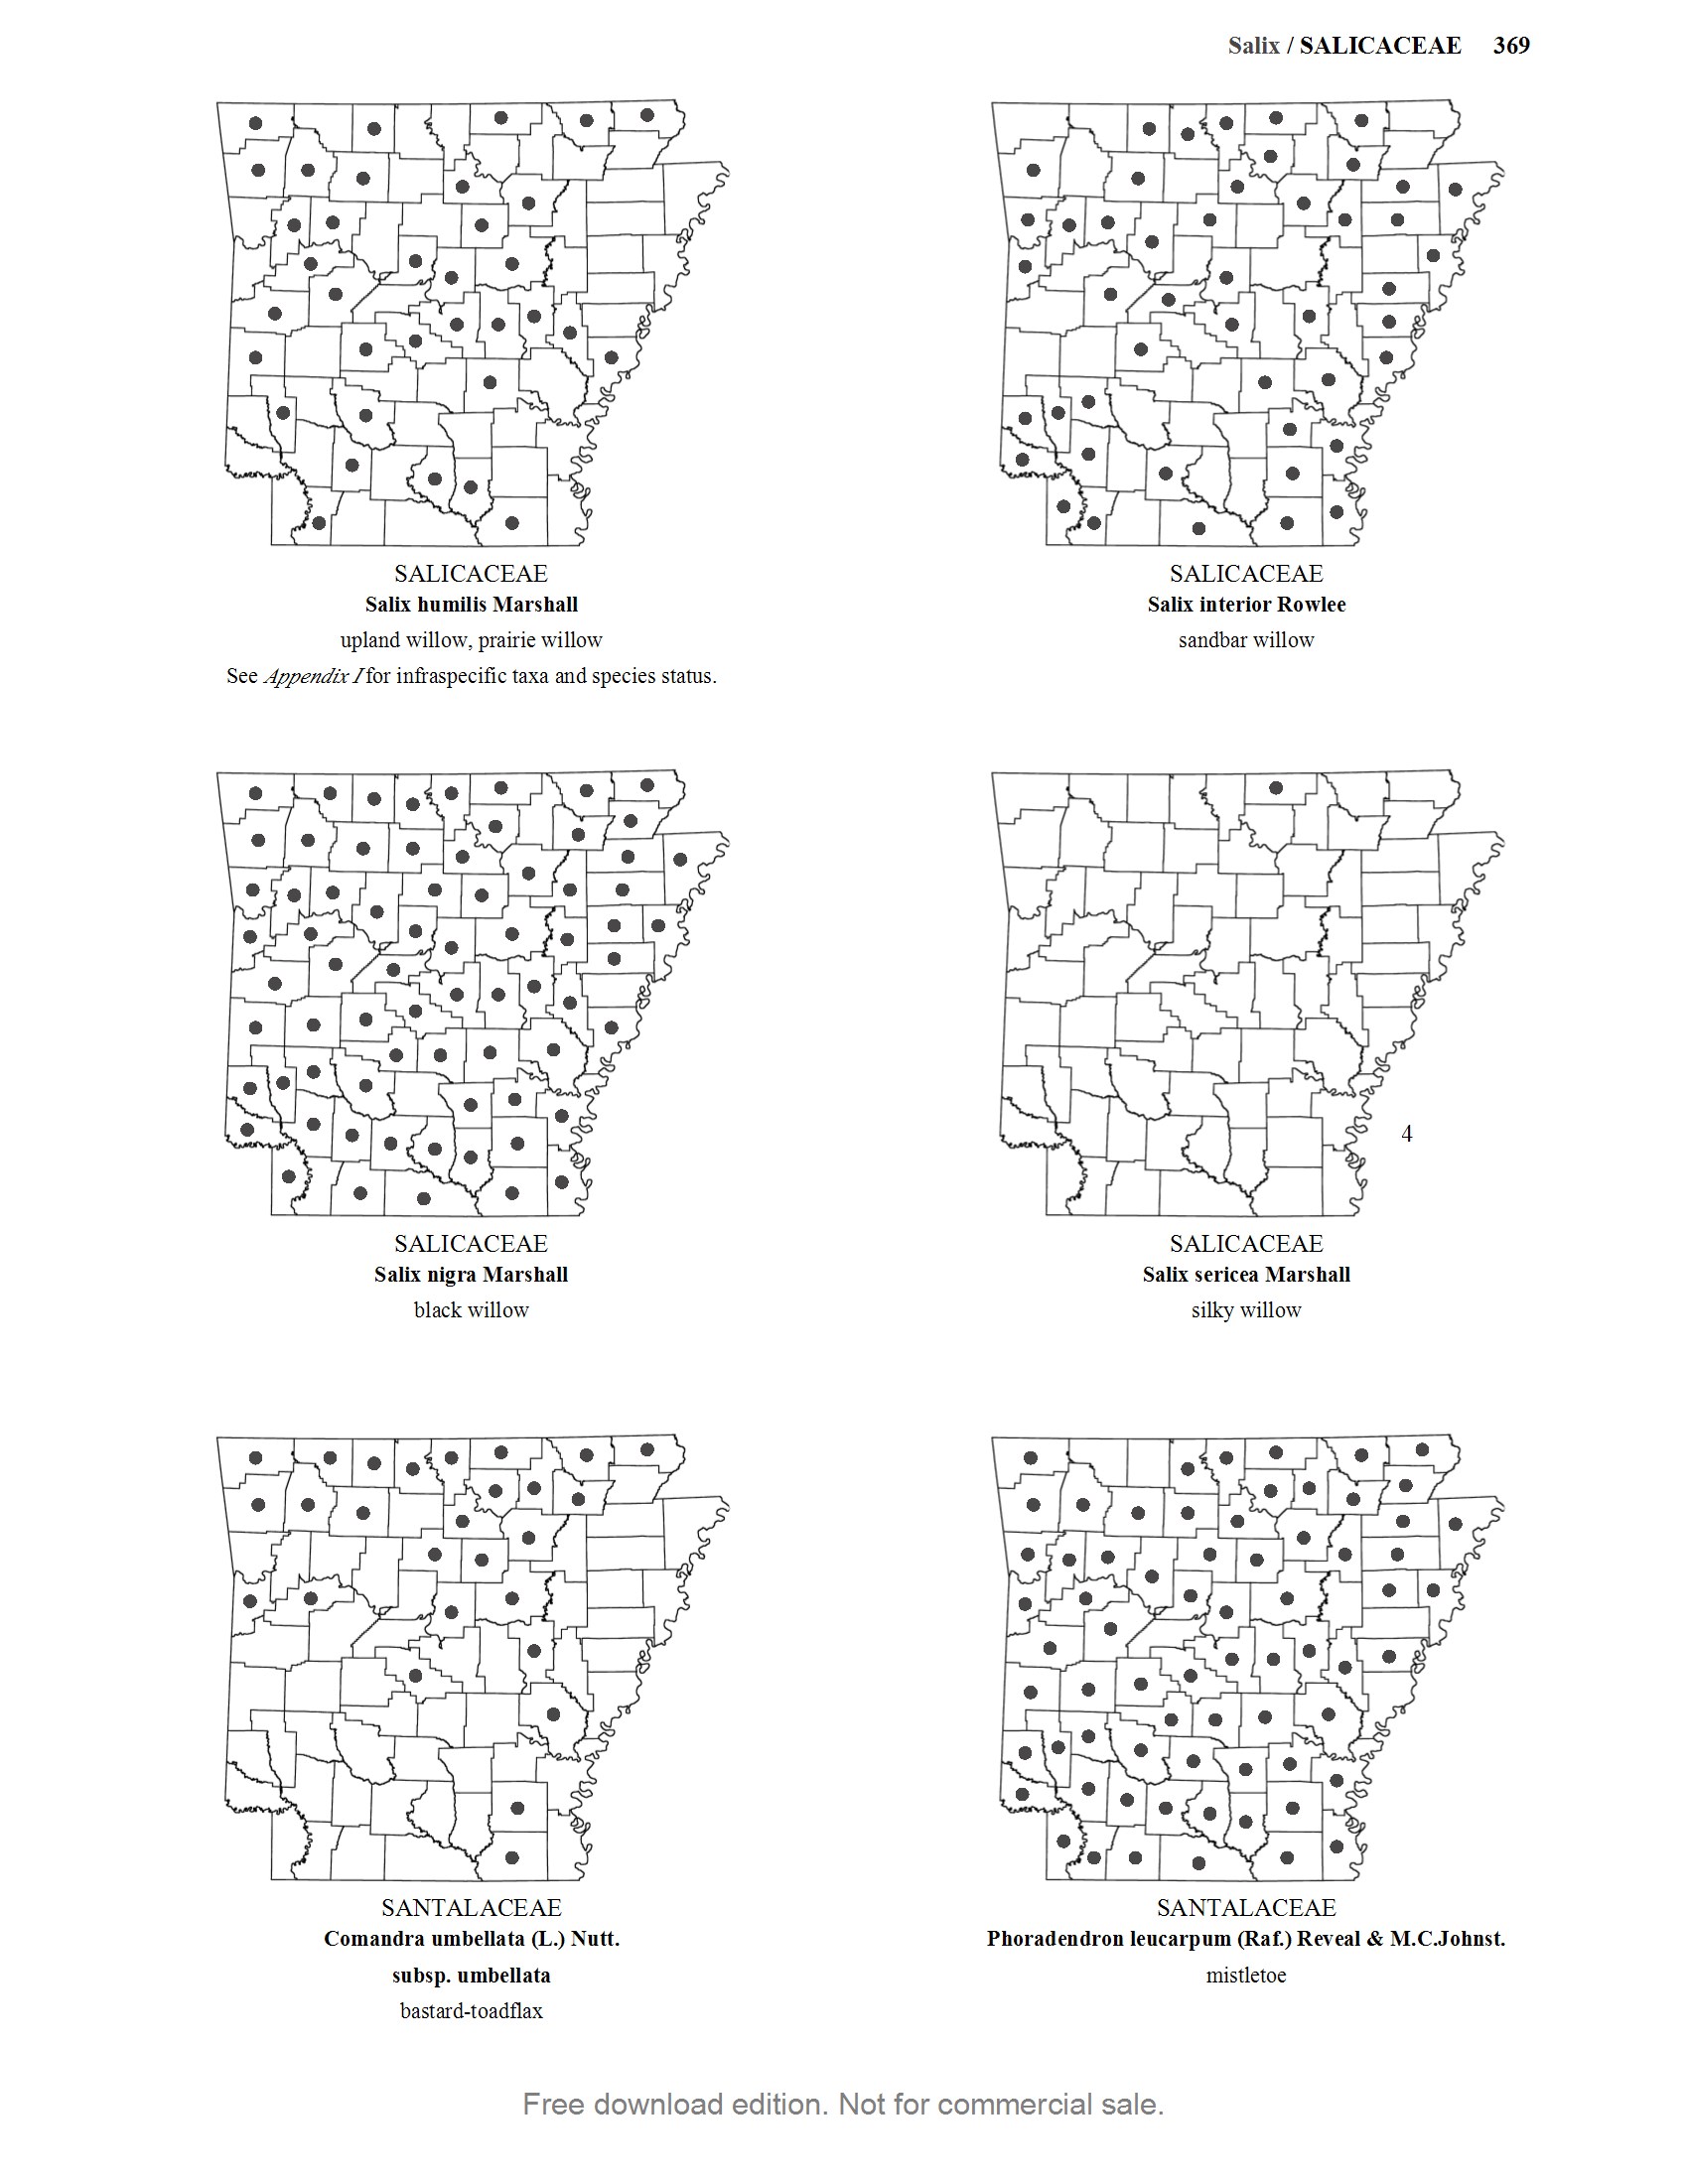 Salix / SALICACEAE 369
SALICACEAE
Salix humilis Marshall
upland willow, prairie willow
See Appendix I for infraspecific taxa and species status.
SALICACEAE
Salix interior Rowlee
sandbar willow
SALICACEAE
Salix nigra Marshall
black willow
4
SALICACEAE
Salix sericea Marshall
silky willow
SANTALACEAE
Comandra umbellata (L.) Nutt.
subsp. umbellata
bastard-toadflax
SANTALACEAE
Phoradendron leucarpum (Raf.) Reveal & M.C.Johnst.
mistletoe
Free download edition. Not for commercial sale.